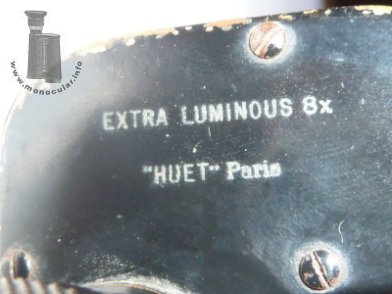 www.monocular.info
EXTRA LUMINOUS 8x
"HUET" Paris